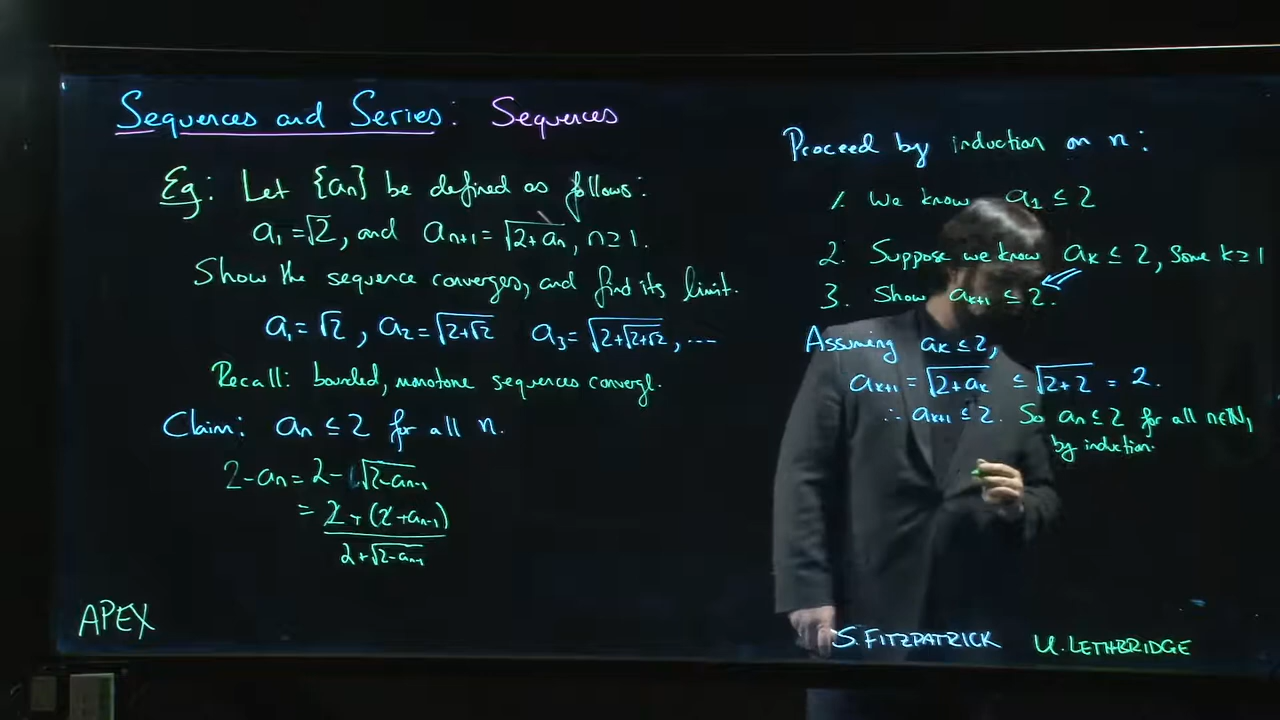 Sequences and Series: Sequences
Eg: Let {an} be defined as follows:
a₁ = √2, and aₙ₊₁ = √(2+aₙ), n ≥ 1.
Show the sequence converges, and find its limit.
a₁ = √2, a₂ = √(2+√2) a₃ = √(2+√(2+√2)), ...
Recall: bounded, monotone sequences converge.
Claim: aₙ ≤ 2 for all n.
2-aₙ = 2-√(2-aₙ₋₁)
= (2+(2+aₙ₋₁))/(2+√(2-aₙ₋₁))
APEX
Proceed by induction on n:
1. We know a₁ ≤ 2
2. Suppose we know aₖ ≤ 2, some k ≥ 1
3. Show aₖ₊₁ ≤ 2.
Assuming aₖ ≤ 2,
aₖ₊₁ = √(2+aₖ) ≤ √(2+2) = 2.
∴ aₖ₊₁ ≤ 2. So aₙ ≤ 2 for all n∈ℕ,
by induction.
S. FITZPATRICK U. LETHBRIDGE